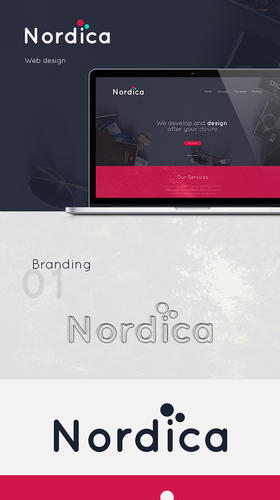 Nordica
Web design
Nordica
We develop and design
after your desire
Our Services
Branding
01
Nordica
Nordica